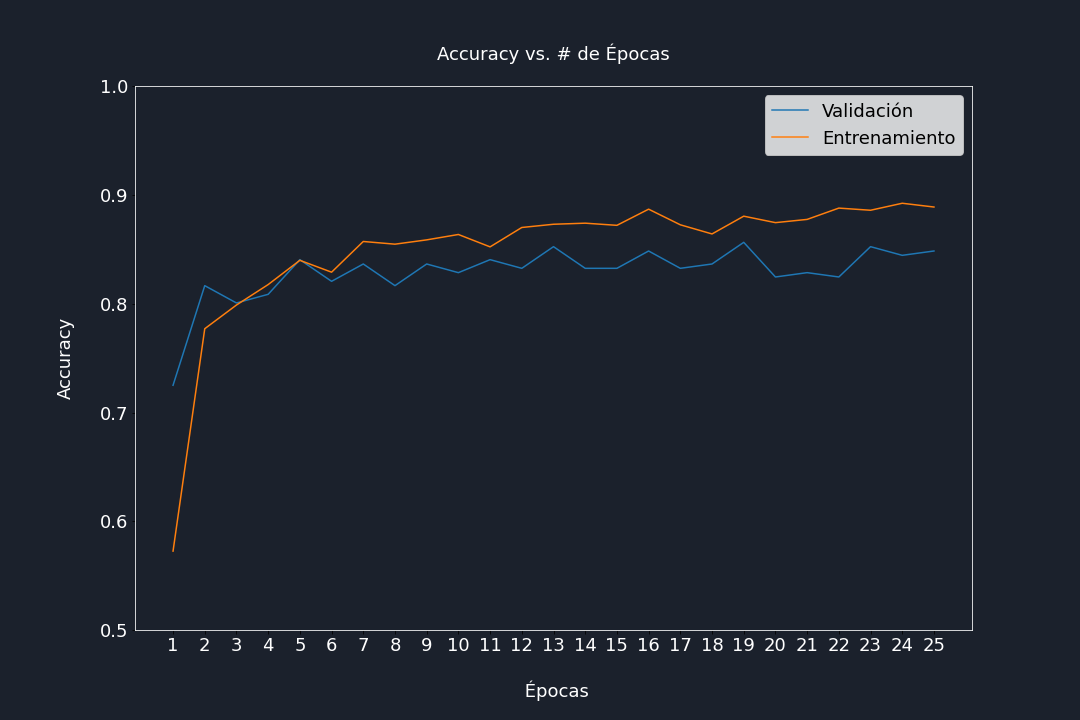 Accuracy vs. # de Épocas
Validación
Entrenamiento
1.0
0.9
0.8
0.7
0.6
0.5
Accuracy
1 2 3 4 5 6 7 8 9 10 11 12 13 14 15 16 17 18 19 20 21 22 23 24 25
Épocas